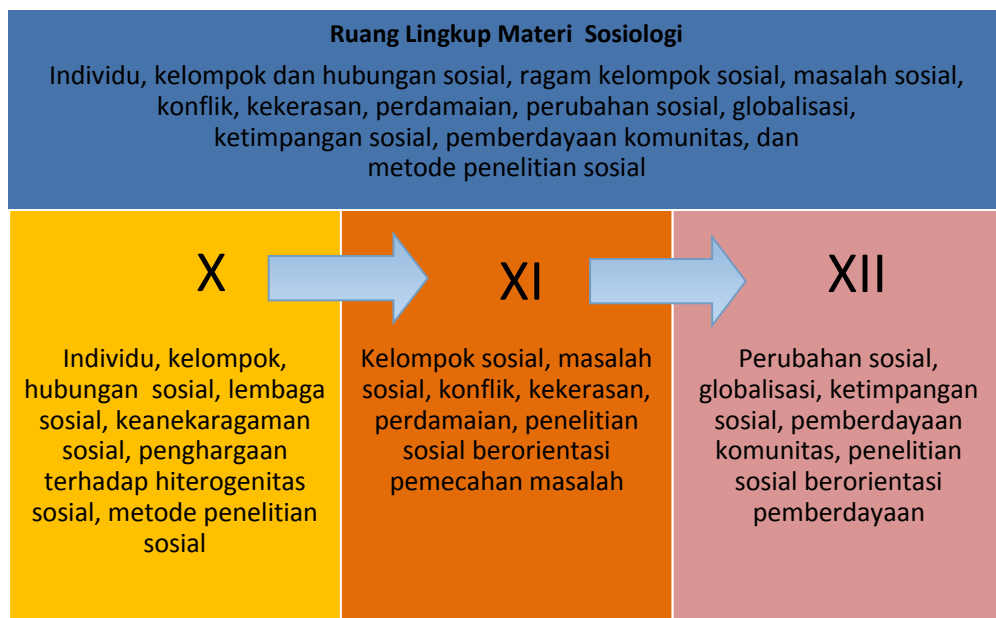 Ruang Lingkup Materi Sosiologi
Individu, kelompok dan hubungan sosial, ragam kelompok sosial, masalah sosial,
konflik, kekerasan, perdamaian, perubahan sosial, globalisasi,
ketimpangan sosial, pemberdayaan komunitas, dan
metode penelitian sosial
X
Individu, kelompok,
hubungan sosial, lembaga
sosial, keanekaragaman
sosial, penghargaan
terhadap hiterogenitas
sosial, metode penelitian
sosial
XI
Kelompok sosial, masalah
sosial, konflik, kekerasan,
perdamaian, penelitian
sosial berorientasi
pemecahan masalah
XII
Perubahan sosial,
globalisasi, ketimpangan
sosial, pemberdayaan
komunitas, penelitian
sosial berorientasi
pemberdayaan